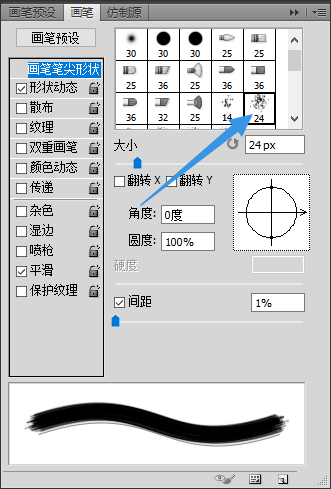 画笔预设 画笔 仿制源
画笔预设
30 30 30 25 25
25 25 25 36 36
36 32 25 14 24
画笔笔尖形状
形状动态
散布
纹理
双重画笔
颜色动态
传递
杂色
湿边
喷枪
平滑
保护纹理
大小 24 px
翻转 X 翻转 Y
角度: 0度
圆度: 100%
硬度
间距 1%